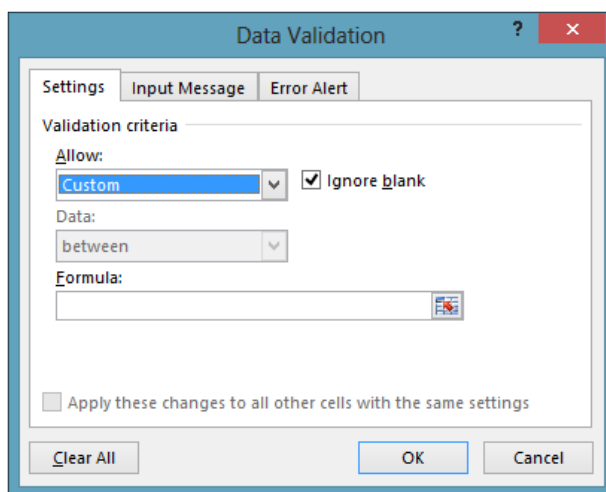 Data Validation ?
Settings Input Message Error Alert
Validation criteria
Allow:
Custom Ignore blank
Data:
between
Formula:
Apply these changes to all other cells with the same settings
Clear All OK Cancel